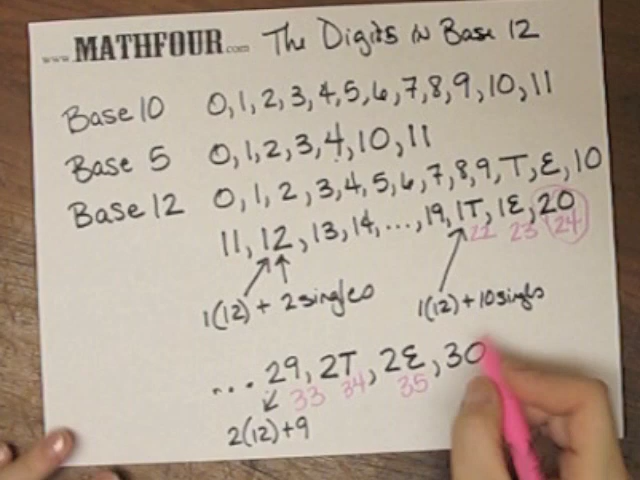 www.MATHFOUR.com The Digits in Base 12
Base 10 0, 1, 2, 3, 4, 5, 6, 7, 8, 9, 10, 11
Base 5 0, 1, 2, 3, 4, 10, 11
Base 12 0, 1, 2, 3, 4, 5, 6, 7, 8, 9, T, Ɛ, 10
11, 12, 13, 14, ..., 19, 1T, 1Ɛ, 20
22 23 24
1(12) + 2 singles 1(12) + 10 singles
... 29, 2T, 2Ɛ, 30
33 34 35
2(12)+9